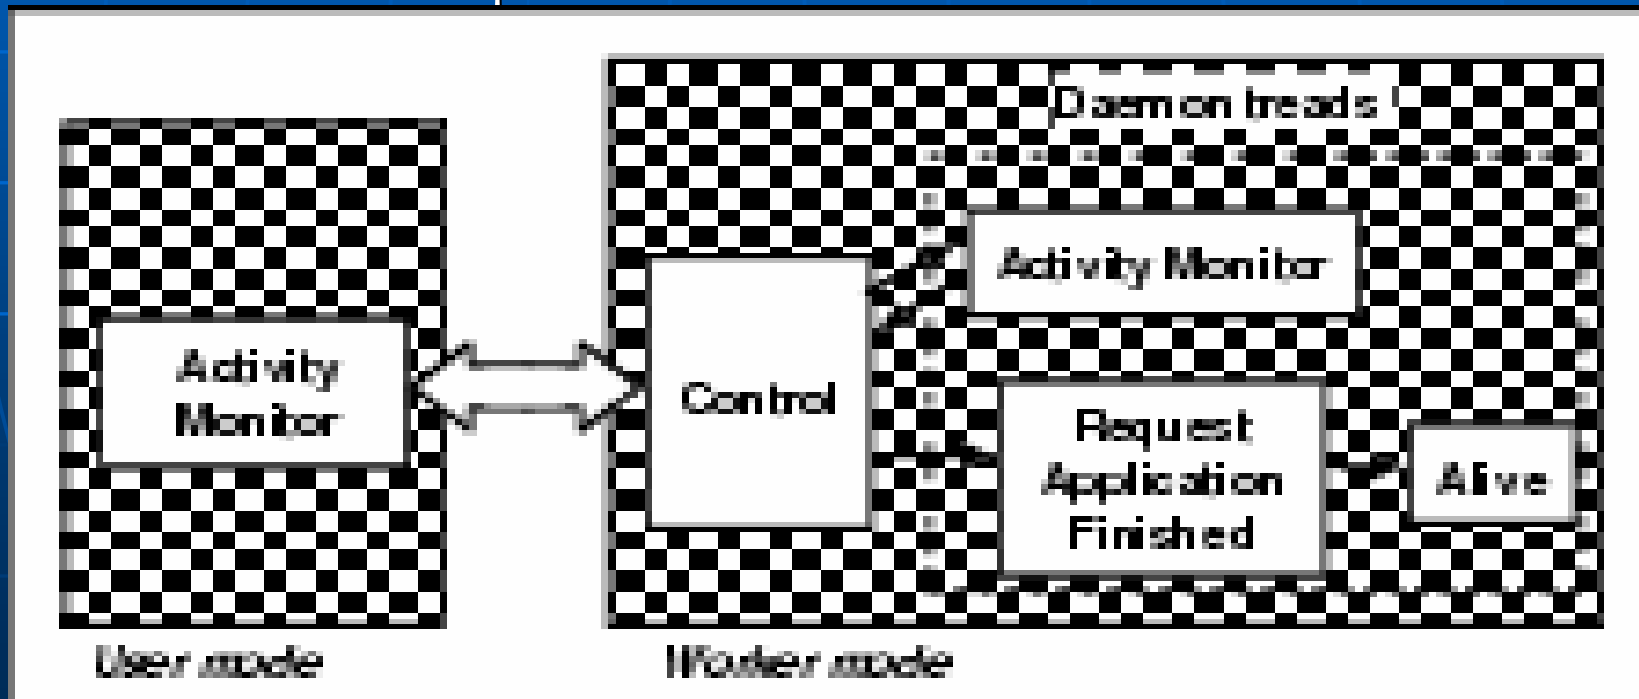 Daemon treads
Activity Monitor
Activity
Monitor
Control
Request
Application
Finished
Alive
User mode
Worker mode